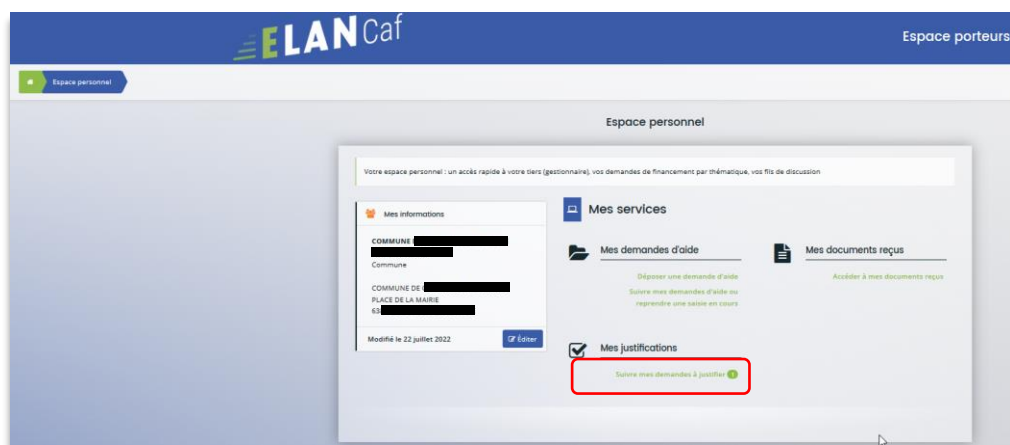 ELAN Caf
Espace porteurs
Espace personnel
Espace personnel
Votre espace personnel : un accès rapide à votre tiers (gestionnaire), vos demandes de financement par thématique, vos fils de discussion
Mes informations
COMMUNE
Commune
COMMUNE DE
PLACE DE LA MAIRIE
63
Modifié le 22 juillet 2022
Éditer
Mes services
Mes demandes d'aide
Déposer une demande d'aide
Suivre mes demandes d'aide ou
reprendre une saisie en cours
Mes documents reçus
Accéder à mes documents reçus
Mes justifications
Suivre mes demandes à justifier 1